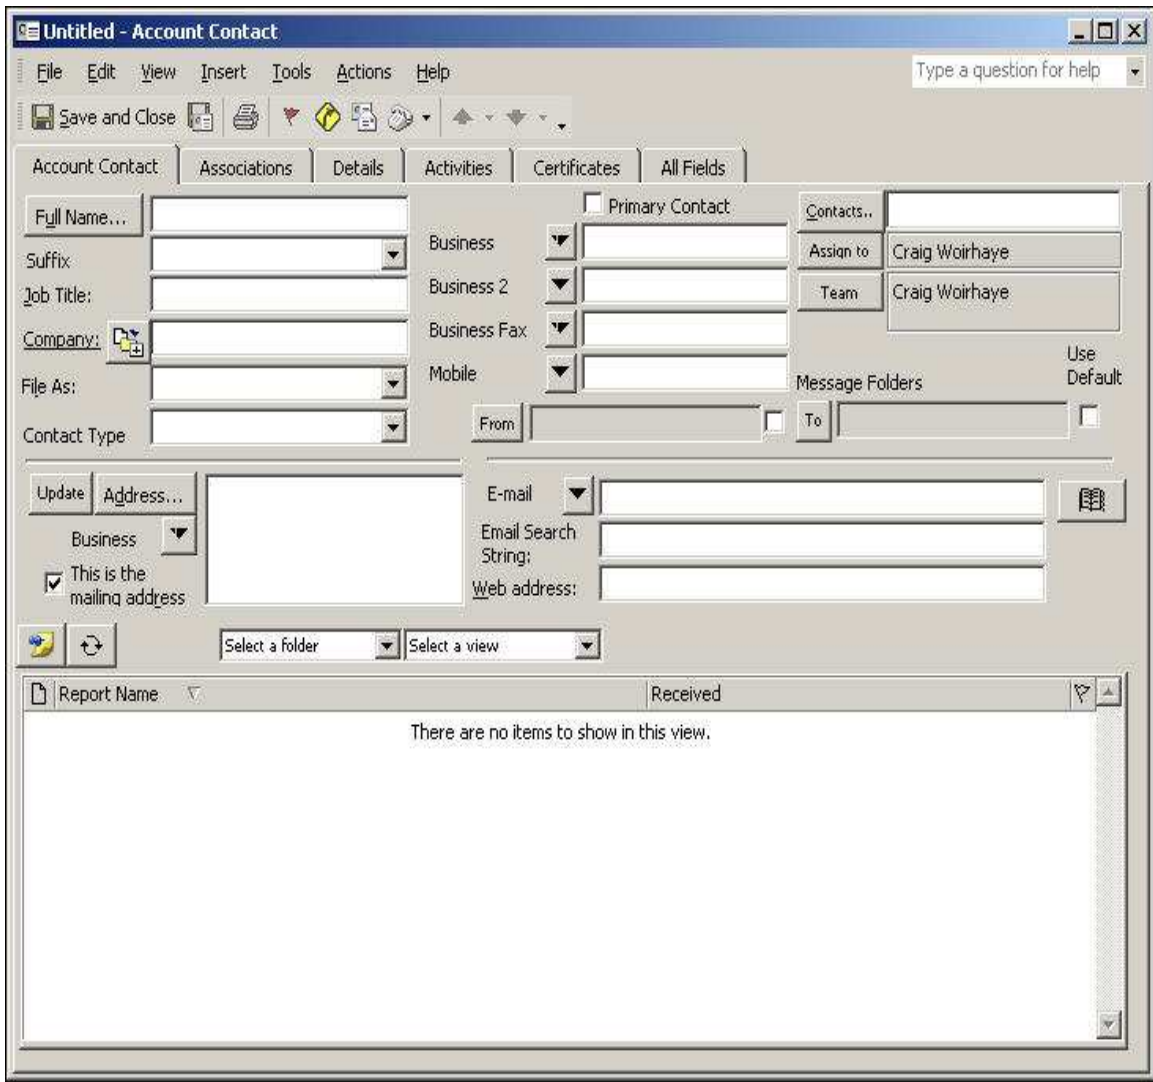 Untitled - Account Contact
File Edit View Insert Tools Actions Help Type a question for help
Save and Close
Account Contact Associations Details Activities Certificates All Fields
Full Name...
Suffix
Job Title:
Company:
File As:
Contact Type
Primary Contact
Business
Business 2
Business Fax
Mobile
Contacts..
Assign to Craig Woirhaye
Team Craig Woirhaye
Use
Default
Message Folders
From
To
Update Address...
Business
This is the
mailing address
E-mail
Email Search
String:
Web address:
Select a folder Select a view
Report Name Received
There are no items to show in this view.